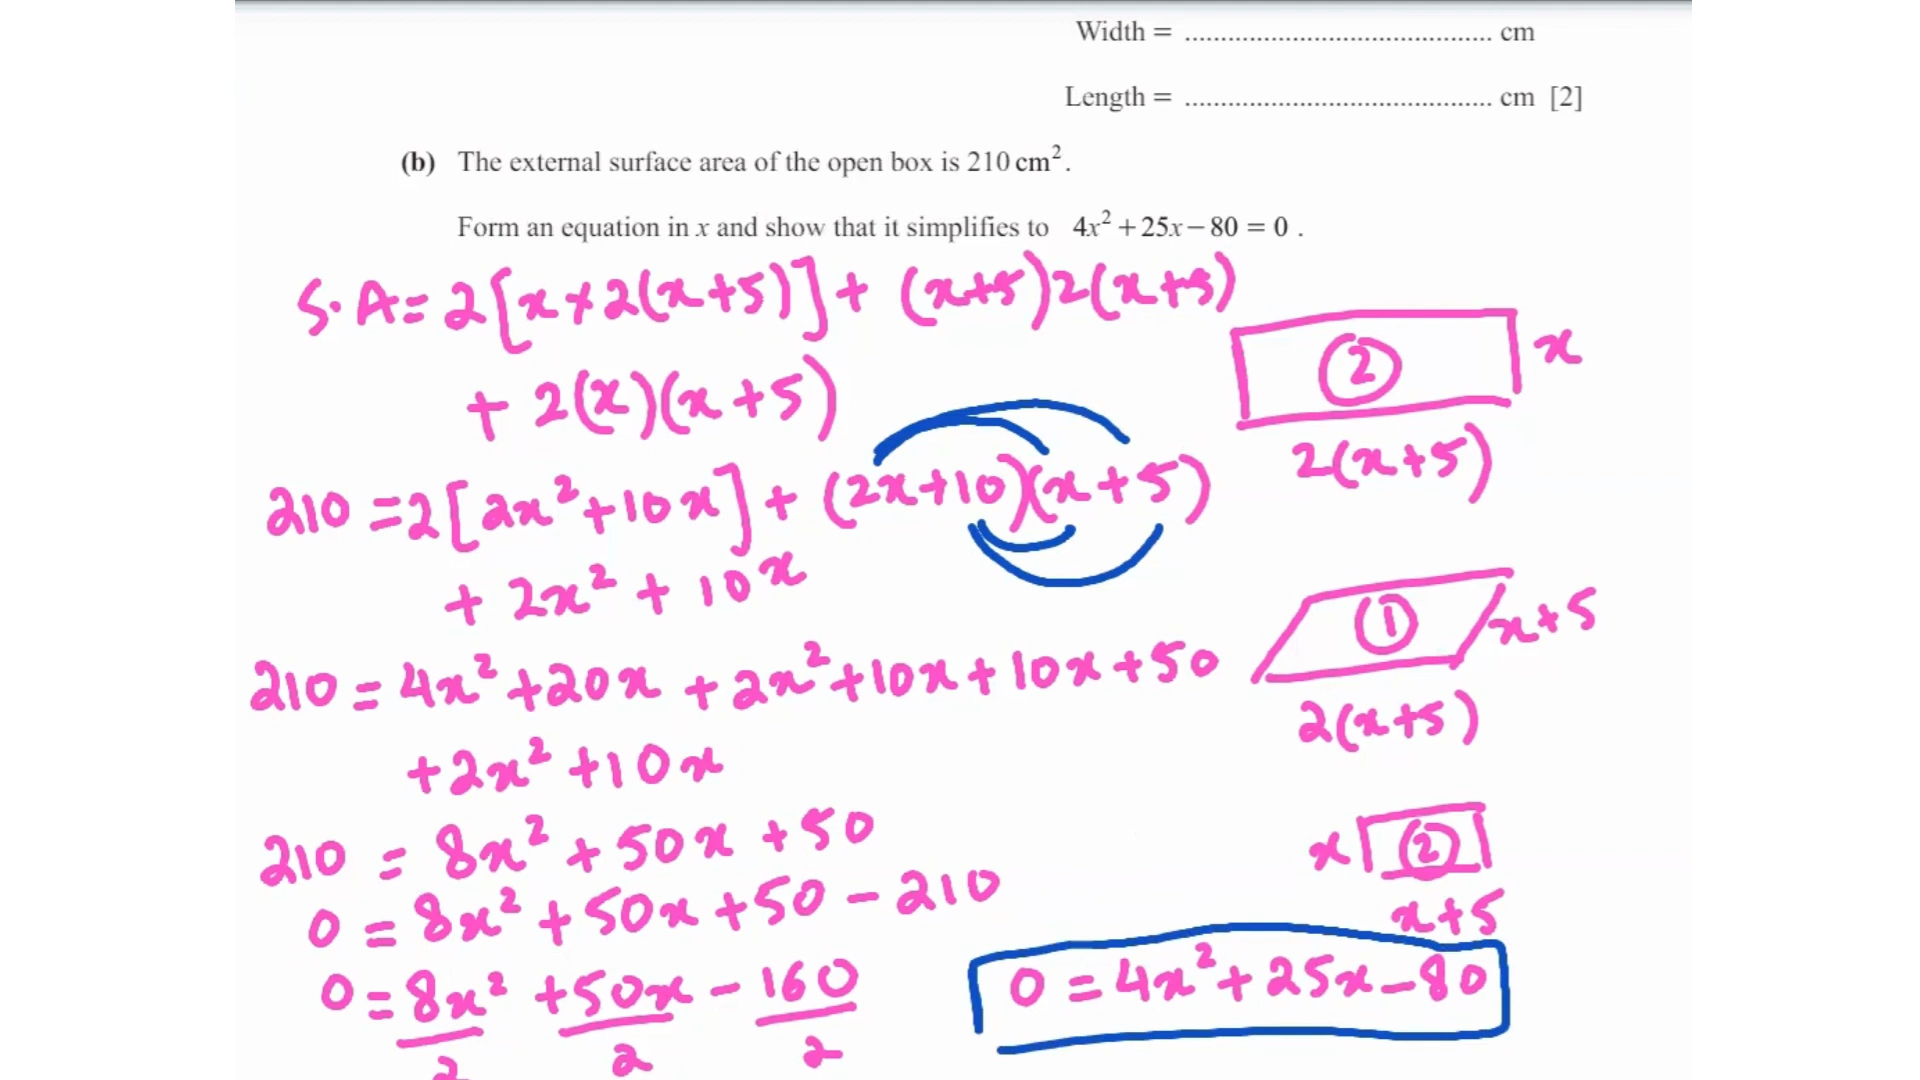 Width = .......................................... cm
Length = .......................................... cm [2]
(b) The external surface area of the open box is 210 cm².
Form an equation in x and show that it simplifies to 4x² + 25x − 80 = 0 .
S.A = 2[x × 2(x+5)] + (x+5)2(x+5)
+ 2(x)(x+5)
② x
2(x+5)
210 = 2[2x² + 10x] + (2x+10)(x+5)
+ 2x² + 10x
① x+5
2(x+5)
210 = 4x² + 20x + 2x² + 10x + 10x + 50
+ 2x² + 10x
x ②
x+5
210 = 8x² + 50x + 50
0 = 8x² + 50x + 50 − 210
0 = 8x²/2 + 50x/2 − 160/2
0 = 4x² + 25x − 80